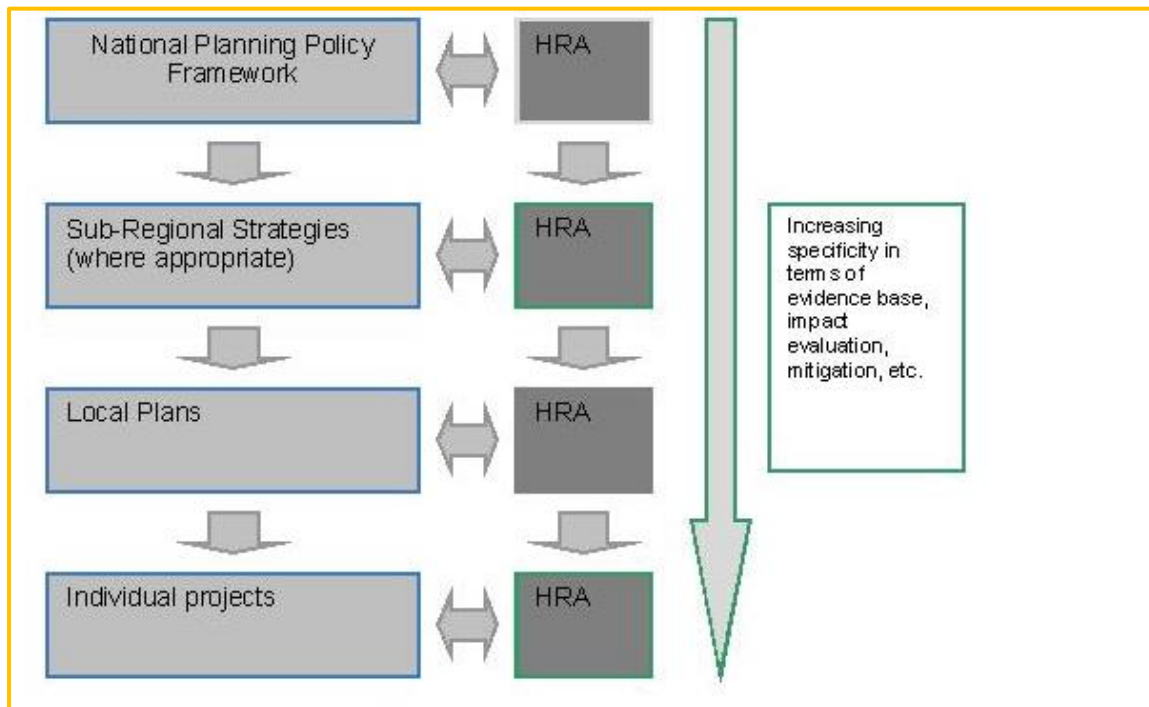 National Planning Policy
Framework
HRA
Sub-Regional Strategies
(where appropriate)
HRA
Increasing
specificity in
terms of
evidence base,
impact
evaluation,
mitigation, etc.
Local Plans
HRA
Individual projects
HRA